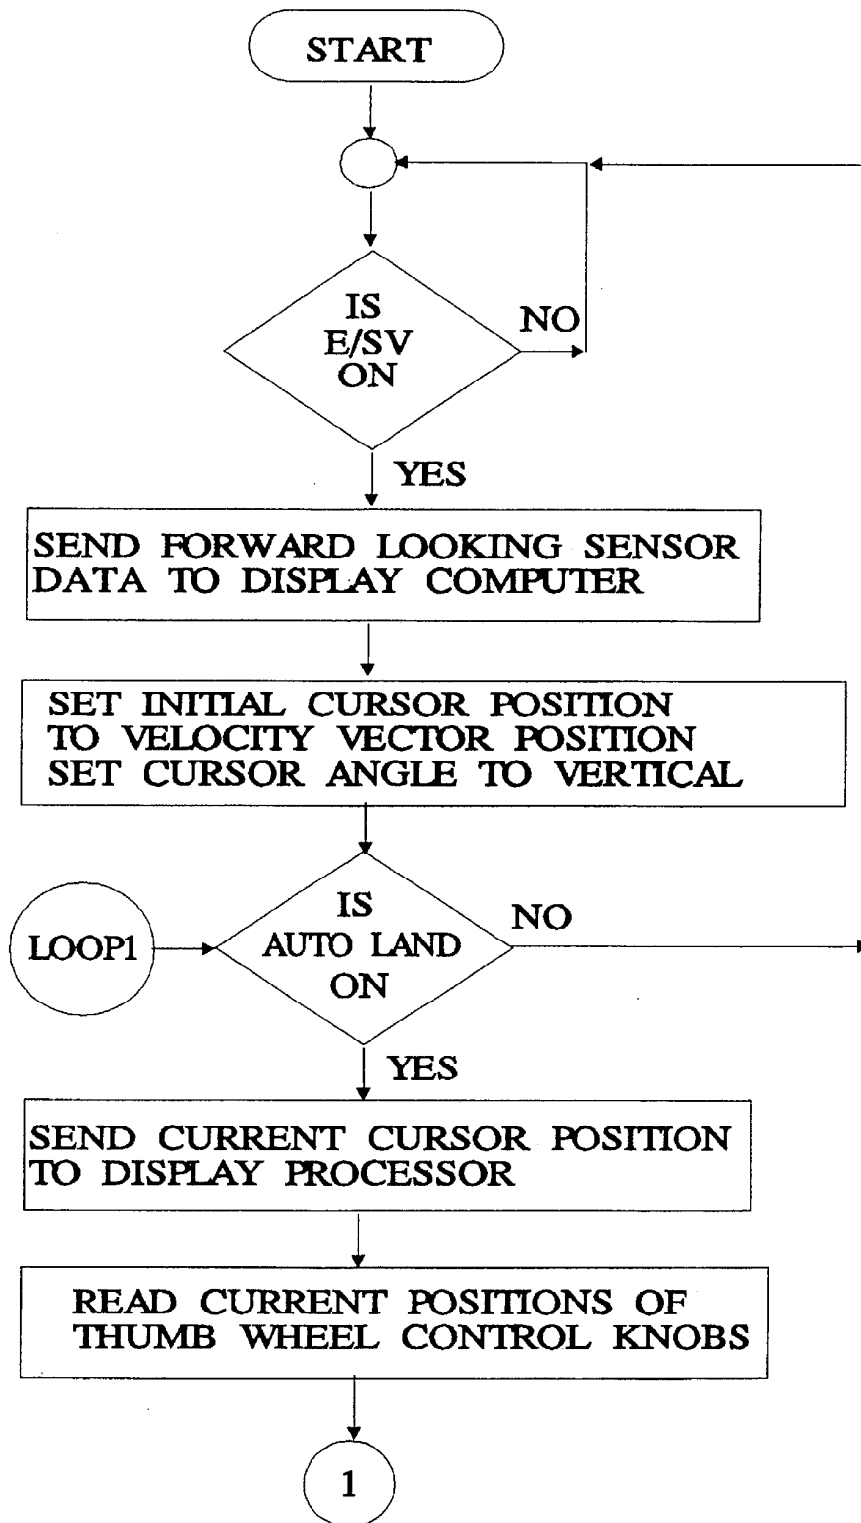 START
IS
E/SV
ON
NO
YES
SEND FORWARD LOOKING SENSOR
DATA TO DISPLAY COMPUTER
SET INITIAL CURSOR POSITION
TO VELOCITY VECTOR POSITION
SET CURSOR ANGLE TO VERTICAL
LOOP1
IS
AUTO LAND
ON
NO
YES
SEND CURRENT CURSOR POSITION
TO DISPLAY PROCESSOR
READ CURRENT POSITIONS OF
THUMB WHEEL CONTROL KNOBS
1